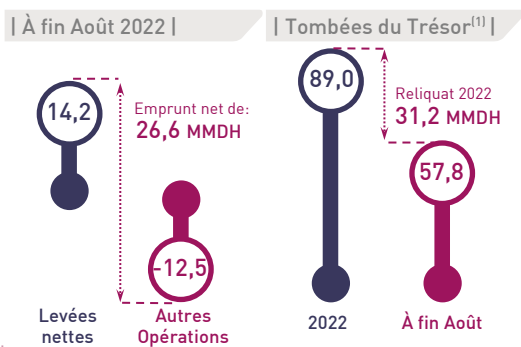 | À fin Août 2022 |
14,2
Emprunt net de:
26,6 MMDH
-12,5
Levées
nettes
Autres
Opérations
| Tombées du Trésor(1) |
89,0
Reliquat 2022
31,2 MMDH
57,8
2022
À fin Août